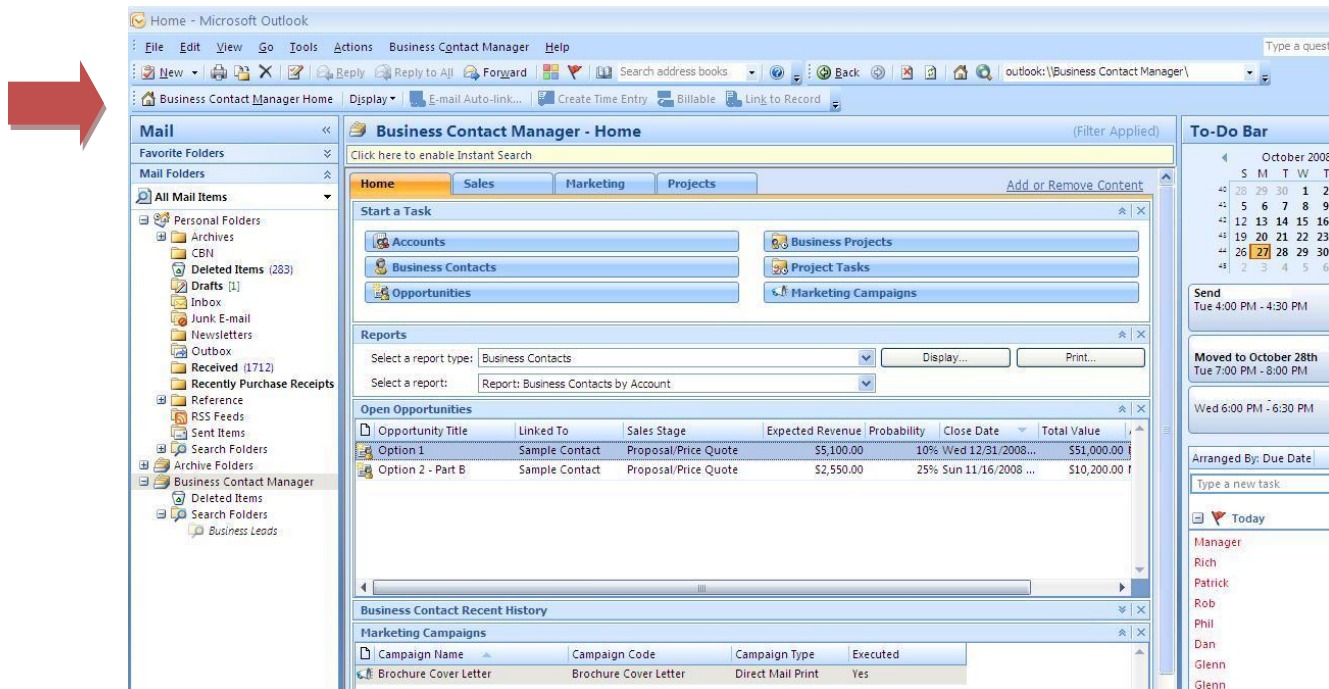 Home - Microsoft Outlook
File Edit View Go Tools Actions Business Contact Manager Help Type a quest
New Reply Reply to All Forward Search address books Back outlook:\\Business Contact Manager\
Business Contact Manager Home Display E-mail Auto-link... Create Time Entry Billable Link to Record
Mail
Favorite Folders
Mail Folders
All Mail Items
Personal Folders
Archives
CBN
Deleted Items (283)
Drafts [1]
Inbox
Junk E-mail
Newsletters
Outbox
Received (1712)
Recently Purchase Receipts
Reference
RSS Feeds
Sent Items
Search Folders
Archive Folders
Business Contact Manager
Deleted Items
Search Folders
Business Leads
Business Contact Manager - Home (Filter Applied)
Click here to enable Instant Search
Home Sales Marketing Projects Add or Remove Content
Start a Task
Accounts Business Projects
Business Contacts Project Tasks
Opportunities Marketing Campaigns
Reports
Select a report type: Business Contacts Display... Print...
Select a report: Report: Business Contacts by Account
Open Opportunities
Opportunity Title Linked To Sales Stage Expected Revenue Probability Close Date Total Value
Option 1 Sample Contact Proposal/Price Quote $5,100.00 10% Wed 12/31/2008... $51,000.00
Option 2 - Part B Sample Contact Proposal/Price Quote $2,550.00 25% Sun 11/16/2008 ... $10,200.00
Business Contact Recent History
Marketing Campaigns
Campaign Name Campaign Code Campaign Type Executed
Brochure Cover Letter Brochure Cover Letter Direct Mail Print Yes
To-Do Bar
October 2008
S M T W T
40 28 29 30 1 2
41 5 6 7 8 9
42 12 13 14 15 16
43 19 20 21 22 23
44 26 27 28 29 30
45 2 3 4 5 6
Send
Tue 4:00 PM - 4:30 PM
Moved to October 28th
Tue 7:00 PM - 8:00 PM
Wed 6:00 PM - 6:30 PM
Arranged By: Due Date
Type a new task
Today
Manager
Rich
Patrick
Rob
Phil
Dan
Glenn
Glenn